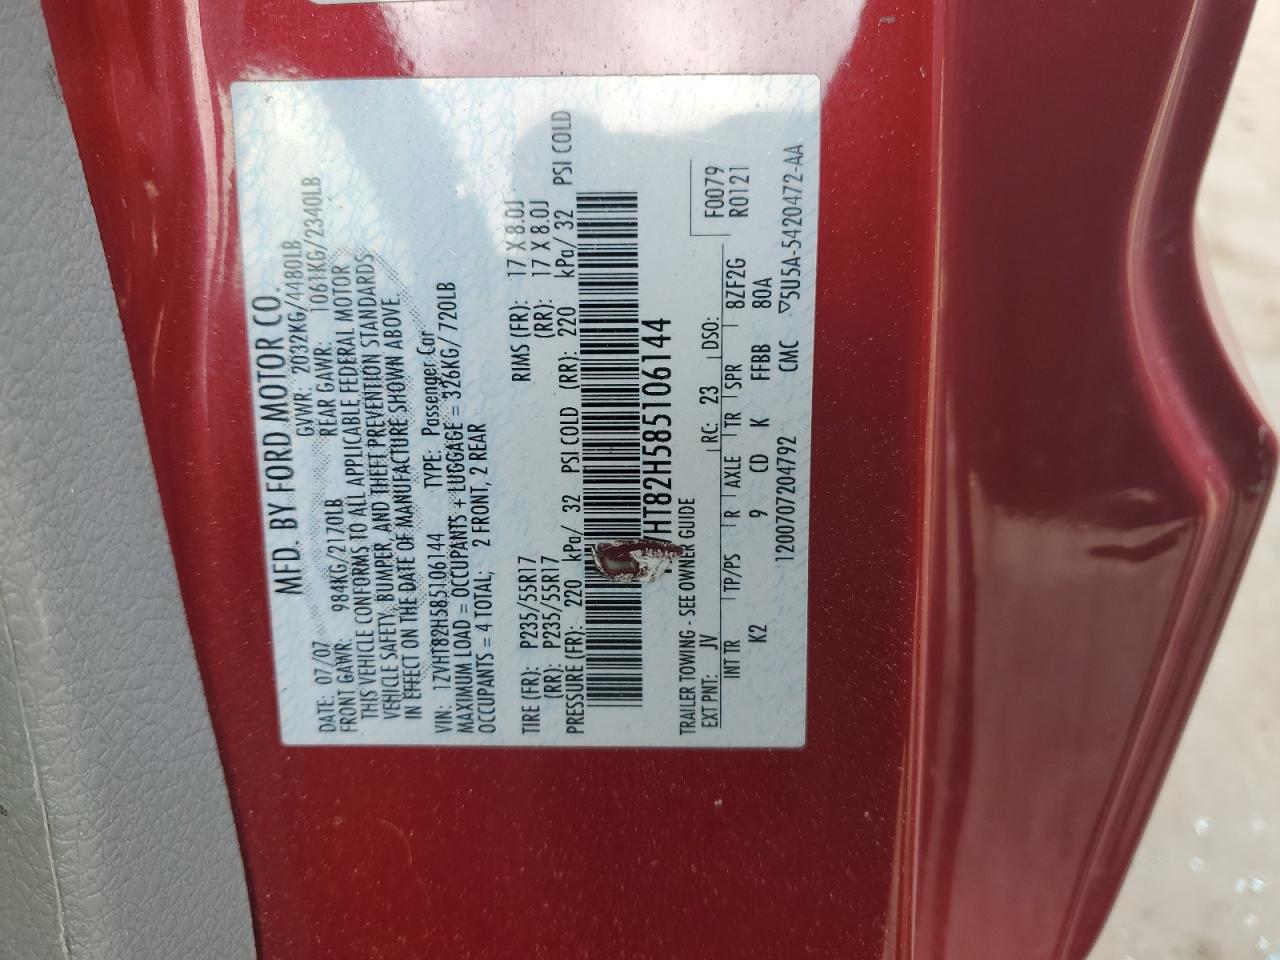 MFD. BY FORD MOTOR CO.
DATE: 07/07 GVWR: 2032KG/4480LB
FRONT GAWR: 984KG/2170LB REAR GAWR: 1061KG/2340LB
THIS VEHICLE CONFORMS TO ALL APPLICABLE FEDERAL MOTOR
VEHICLE SAFETY, BUMPER, AND THEFT PREVENTION STANDARDS
IN EFFECT ON THE DATE OF MANUFACTURE SHOWN ABOVE.
VIN: 1ZVHT82H585106144 TYPE: Passenger Car
MAXIMUM LOAD = OCCUPANTS + LUGGAGE = 326KG/720LB
OCCUPANTS = 4 TOTAL, 2 FRONT, 2 REAR
TIRE (FR): P235/55R17 RIMS (FR): 17 X 8.0J
(RR): P235/55R17 (RR): 17 X 8.0J
PRESSURE (FR): 220 kPa/ 32 PSI COLD (RR): 220 kPa/ 32 PSI COLD
HT82H585106144
TRAILER TOWING - SEE OWNER GUIDE
EXT PNT: JV RC: 23 DSO: F0079
INT TR TP/PS R AXLE TR SPR 8ZF2G R0121
K2 9 CD K FFBB 80A
1200707204792 CMC ▽5U5A-5420472-AA